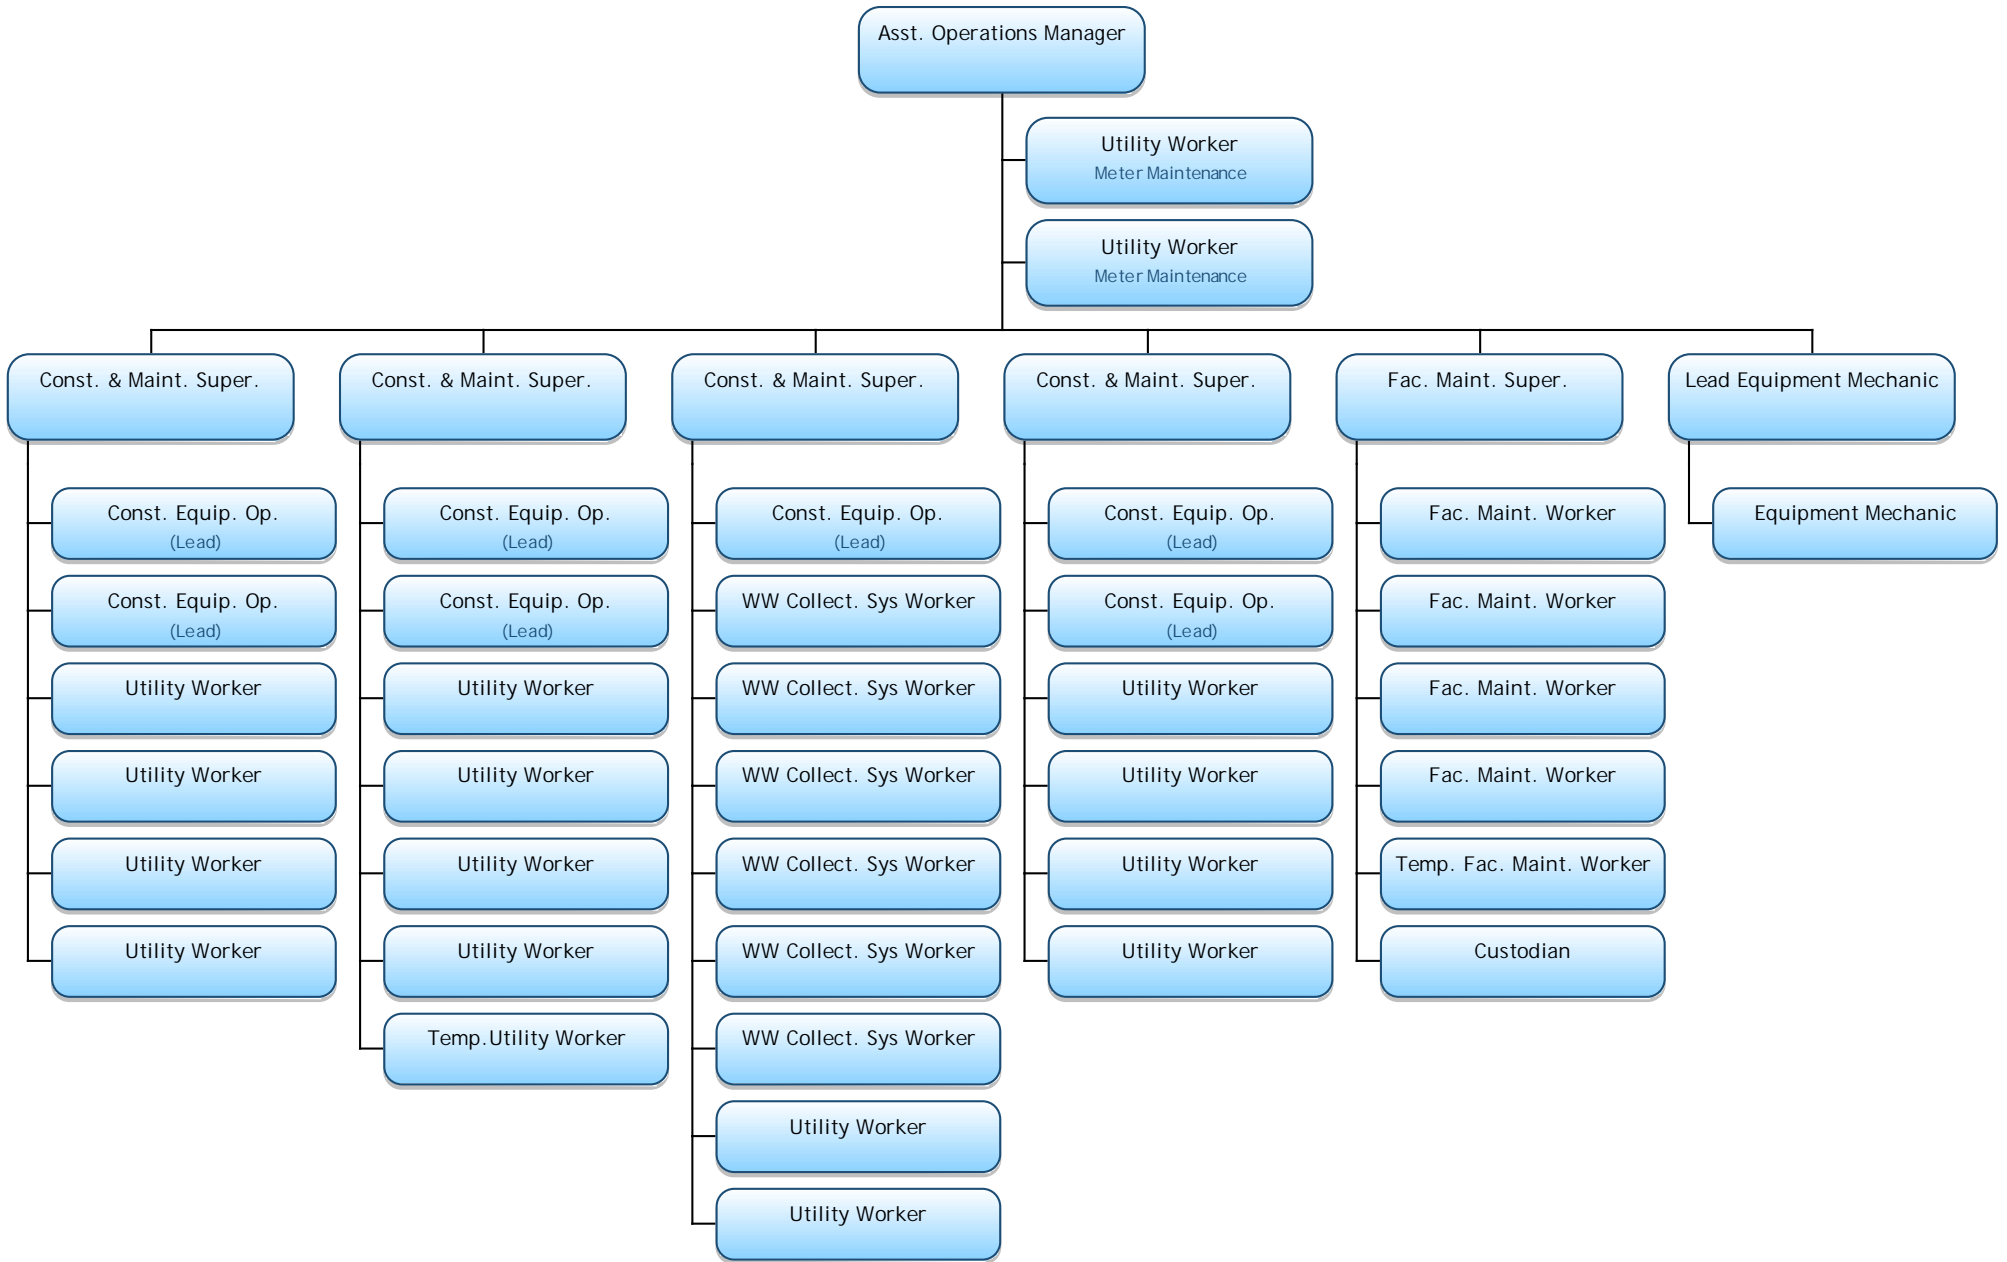 Asst. Operations Manager
Utility Worker
Meter Maintenance
Utility Worker
Meter Maintenance
Const. & Maint. Super.
Const. & Maint. Super.
Const. & Maint. Super.
Const. & Maint. Super.
Fac. Maint. Super.
Lead Equipment Mechanic
Const. Equip. Op.
(Lead)
Const. Equip. Op.
(Lead)
Utility Worker
Utility Worker
Utility Worker
Utility Worker
Const. Equip. Op.
(Lead)
Const. Equip. Op.
(Lead)
Utility Worker
Utility Worker
Utility Worker
Utility Worker
Temp.Utility Worker
Const. Equip. Op.
(Lead)
WW Collect. Sys Worker
WW Collect. Sys Worker
WW Collect. Sys Worker
WW Collect. Sys Worker
WW Collect. Sys Worker
WW Collect. Sys Worker
Utility Worker
Utility Worker
Const. Equip. Op.
(Lead)
Const. Equip. Op.
(Lead)
Utility Worker
Utility Worker
Utility Worker
Utility Worker
Fac. Maint. Worker
Fac. Maint. Worker
Fac. Maint. Worker
Fac. Maint. Worker
Temp. Fac. Maint. Worker
Custodian
Equipment Mechanic